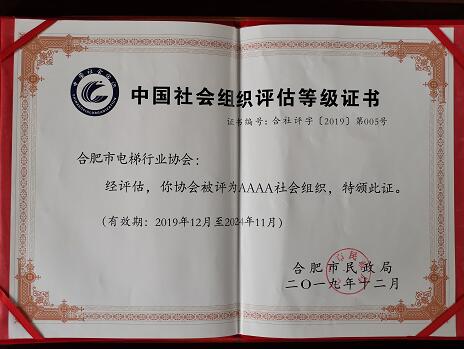 中国社会组织评估等级证书
证书编号：合社评字［2019］第005号
合肥市电梯行业协会：
经评估，你协会被评为AAAA社会组织，特颁此证。
（有效期：2019年12月至2024年11月）
合肥市民政局
二〇一九年十二月